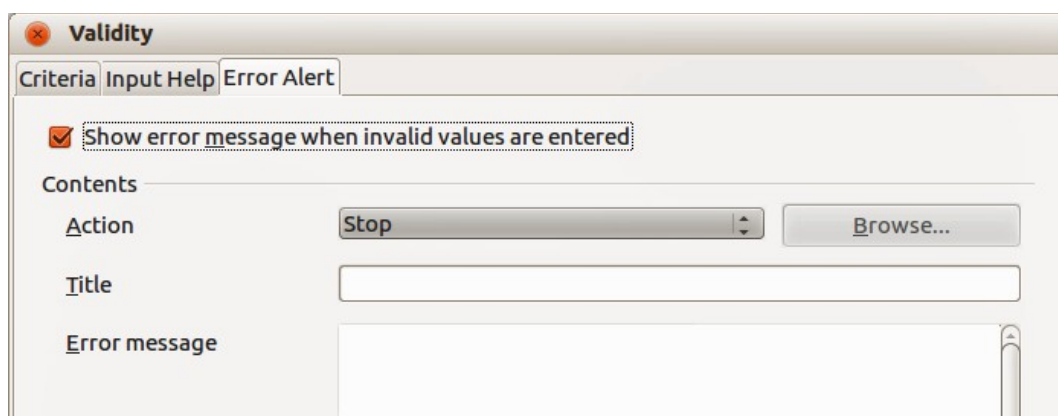 Validity
Criteria Input Help Error Alert
Show error message when invalid values are entered
Contents
Action Stop Browse...
Title
Error message